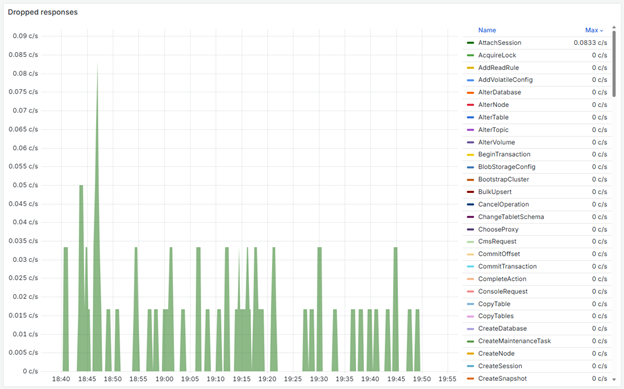 Dropped responses
0.09 c/s
0.085 c/s
0.08 c/s
0.075 c/s
0.07 c/s
0.065 c/s
0.06 c/s
0.055 c/s
0.05 c/s
0.045 c/s
0.04 c/s
0.035 c/s
0.03 c/s
0.025 c/s
0.02 c/s
0.015 c/s
0.01 c/s
0.005 c/s
0 c/s
18:40 18:45 18:50 18:55 19:00 19:05 19:10 19:15 19:20 19:25 19:30 19:35 19:40 19:45 19:50 19:55
Name Max
AttachSession 0.0833 c/s
AcquireLock 0 c/s
AddReadRule 0 c/s
AddVolatileConfig 0 c/s
AlterDatabase 0 c/s
AlterNode 0 c/s
AlterTable 0 c/s
AlterTopic 0 c/s
AlterVolume 0 c/s
BeginTransaction 0 c/s
BlobStorageConfig 0 c/s
BootstrapCluster 0 c/s
BulkUpsert 0 c/s
CancelOperation 0 c/s
ChangeTabletSchema 0 c/s
ChooseProxy 0 c/s
CmsRequest 0 c/s
CommitOffset 0 c/s
CommitTransaction 0 c/s
CompleteAction 0 c/s
ConsoleRequest 0 c/s
CopyTable 0 c/s
CopyTables 0 c/s
CreateDatabase 0 c/s
CreateMaintenanceTask 0 c/s
CreateNode 0 c/s
CreateSession 0 c/s
CreateSnapshot 0 c/s